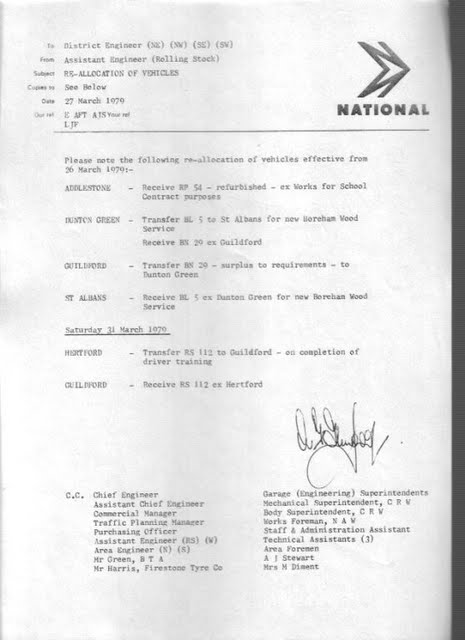 To District Engineer (NE) (NW) (SE) (SW)
From Assistant Engineer (Rolling Stock)
Subject RE-ALLOCATION OF VEHICLES
Copies to See Below
Date 27 March 1979
Our ref E AFT AJS Your ref
LJF
NATIONAL
Please note the following re-allocation of vehicles effective from
26 March 1979:-
ADDLESTONE - Receive RP 54 - refurbished - ex Works for School
Contract purposes
DUNTON GREEN - Transfer BL 5 to St Albans for new Boreham Wood
Service
Receive BN 29 ex Guildford
GUILDFORD - Transfer BN 29 - surplus to requirements - to
Dunton Green
ST ALBANS - Receive BL 5 ex Dunton Green for new Boreham Wood
Service
Saturday 31 March 1979
HERTFORD - Transfer RS 112 to Guildford - on completion of
driver training
GUILDFORD - Receive RS 112 ex Hertford
C.C. Chief Engineer
Assistant Chief Engineer
Commercial Manager
Traffic Planning Manager
Purchasing Officer
Assistant Engineer (RS) (W)
Area Engineer (N) (S)
Mr Green, B T A
Mr Harris, Firestone Tyre Co
Garage (Engineering) Superintendents
Mechanical Superintendent, C R W
Body Superintendent, C R W
Works Foreman, N A W
Staff & Administration Assistant
Technical Assistants (3)
Area Foremen
A J Stewart
Mrs M Diment